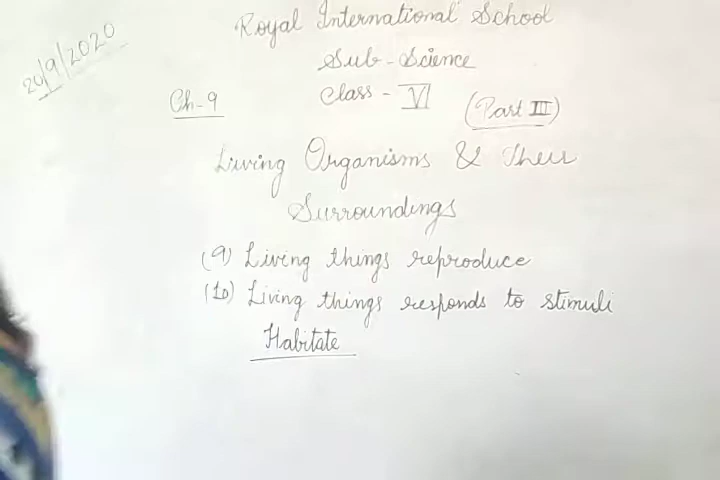 20/9/2020
Royal International School
Sub - Science
Ch-9
Class - VI
(Part III)
Living Organisms & Their
Surroundings
(9) Living things reproduce
(10) Living things responds to stimuli
Habitate